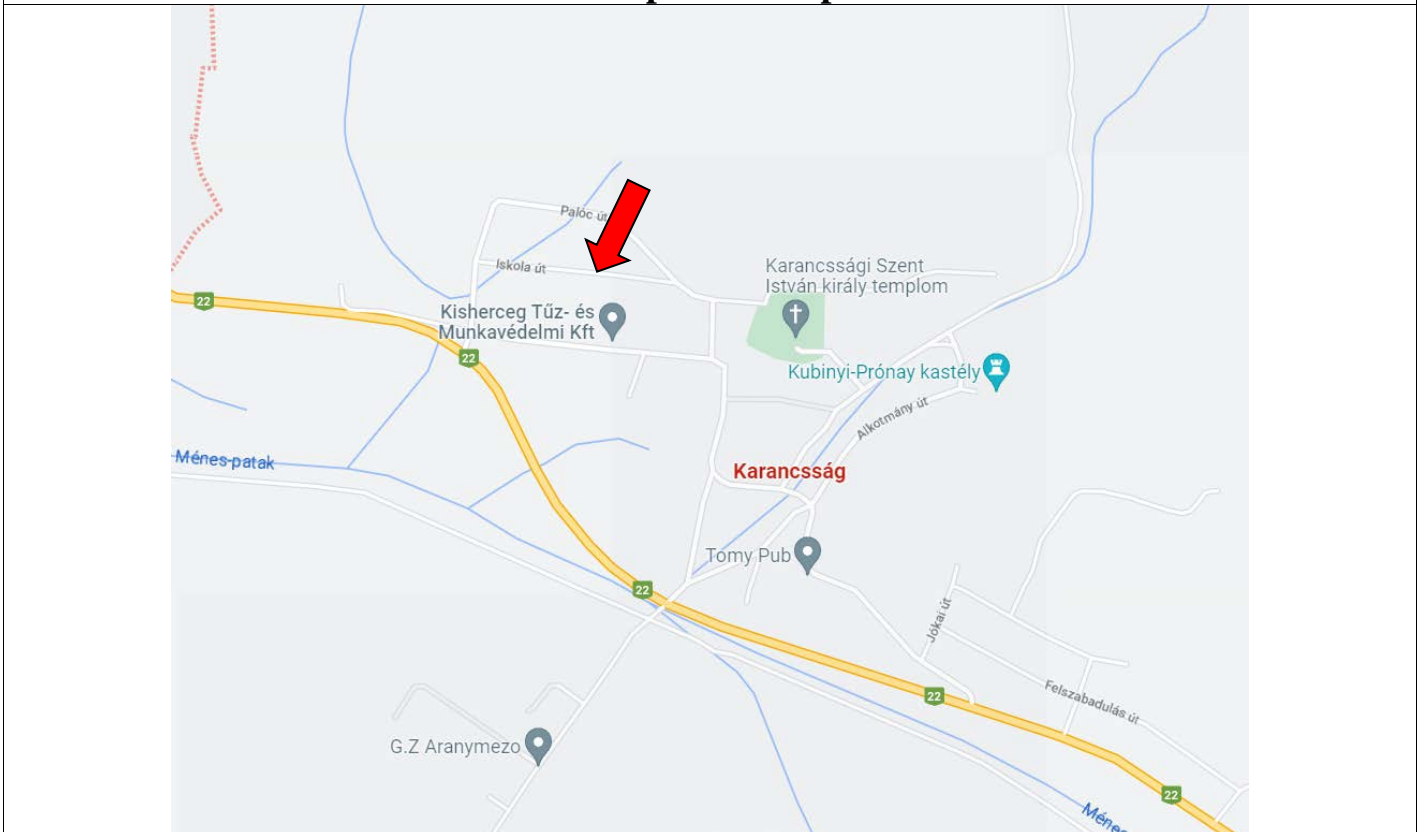 Palóc út
Iskola út
Karancssági Szent
István király templom
22
Kisherceg Tűz- és
Munkavédelmi Kft
22
Kubinyi-Prónay kastély
Alkotmány út
Ménes-patak
Karancsság
Tomy Pub
22
Jókai út
22
Felszabadulás út
G.Z Aranymezo
22
Ménes